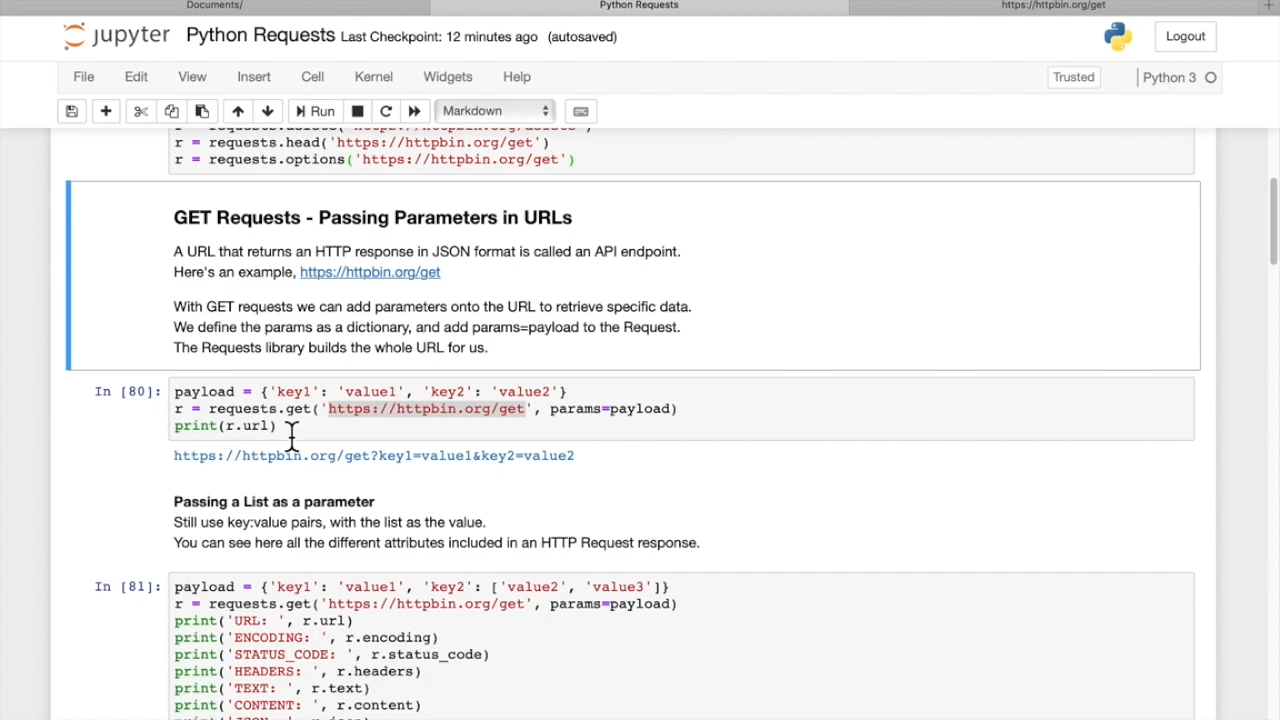 Documents/
Python Requests
https://httpbin.org/get
jupyter Python Requests Last Checkpoint: 12 minutes ago (autosaved)
Logout
File Edit View Insert Cell Kernel Widgets Help
Trusted Python 3
Run
Markdown
r = requests.head('https://httpbin.org/get')
r = requests.options('https://httpbin.org/get')
GET Requests - Passing Parameters in URLs
A URL that returns an HTTP response in JSON format is called an API endpoint.
Here's an example, https://httpbin.org/get
With GET requests we can add parameters onto the URL to retrieve specific data.
We define the params as a dictionary, and add params=payload to the Request.
The Requests library builds the whole URL for us.
In [80]: payload = {'key1': 'value1', 'key2': 'value2'}
r = requests.get('https://httpbin.org/get', params=payload)
print(r.url)
https://httpbin.org/get?key1=value1&key2=value2
Passing a List as a parameter
Still use key:value pairs, with the list as the value.
You can see here all the different attributes included in an HTTP Request response.
In [81]: payload = {'key1': 'value1', 'key2': ['value2', 'value3']}
r = requests.get('https://httpbin.org/get', params=payload)
print('URL: ', r.url)
print('ENCODING: ', r.encoding)
print('STATUS_CODE: ', r.status_code)
print('HEADERS: ', r.headers)
print('TEXT: ', r.text)
print('CONTENT: ', r.content)